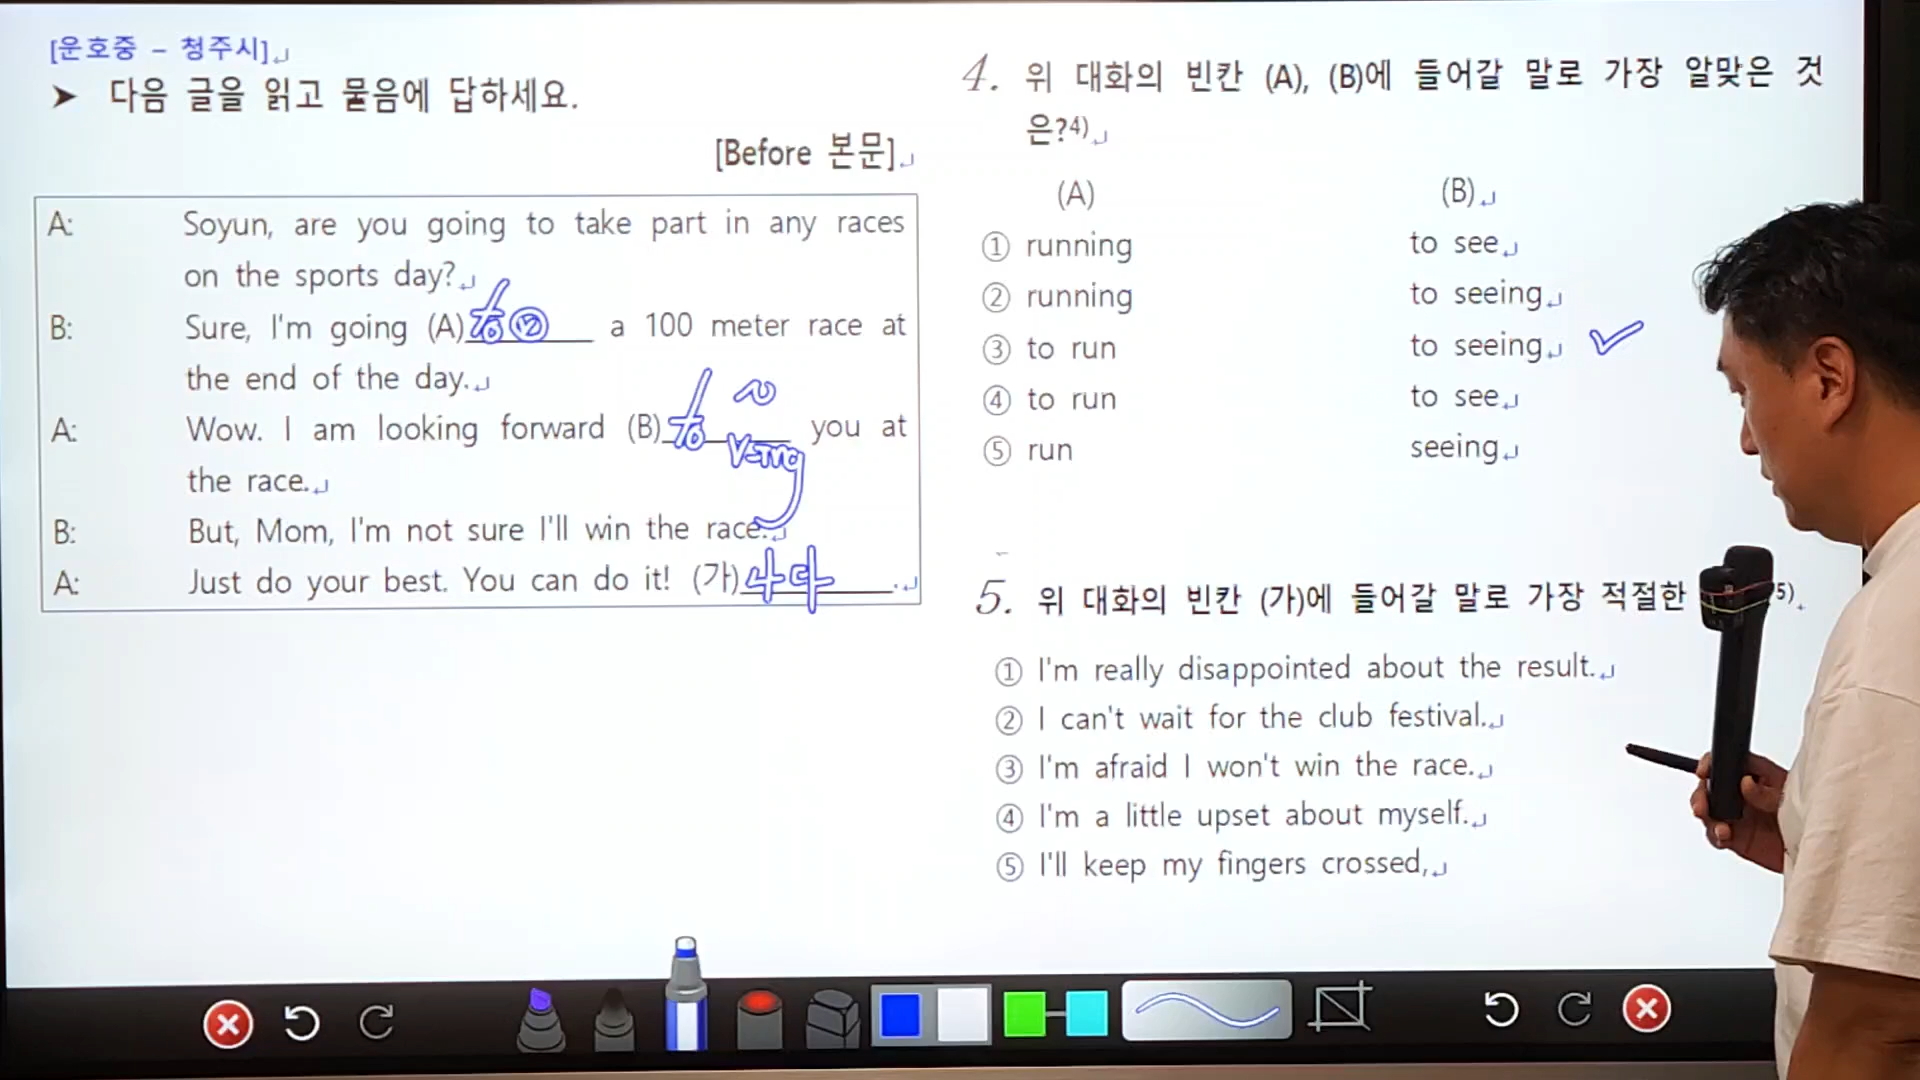 [운호중 – 청주시]
➤ 다음 글을 읽고 물음에 답하세요.
[Before 본문]
A: Soyun, are you going to take part in any races
on the sports day?
B: Sure, I'm going (A) to a 100 meter race at
the end of the day.
A: Wow. I am looking forward (B) to ~ you at
V-ing
the race.
B: But, Mom, I'm not sure I'll win the race.
A: Just do your best. You can do it! (가)
4. 위 대화의 빈칸 (A), (B)에 들어갈 말로 가장 알맞은 것
은?4)
(A) (B)
① running to see
② running to seeing
③ to run to seeing ✓
④ to run to see
⑤ run seeing
5. 위 대화의 빈칸 (가)에 들어갈 말로 가장 적절한 5)
① I'm really disappointed about the result.
② I can't wait for the club festival.
③ I'm afraid I won't win the race.
④ I'm a little upset about myself.
⑤ I'll keep my fingers crossed,